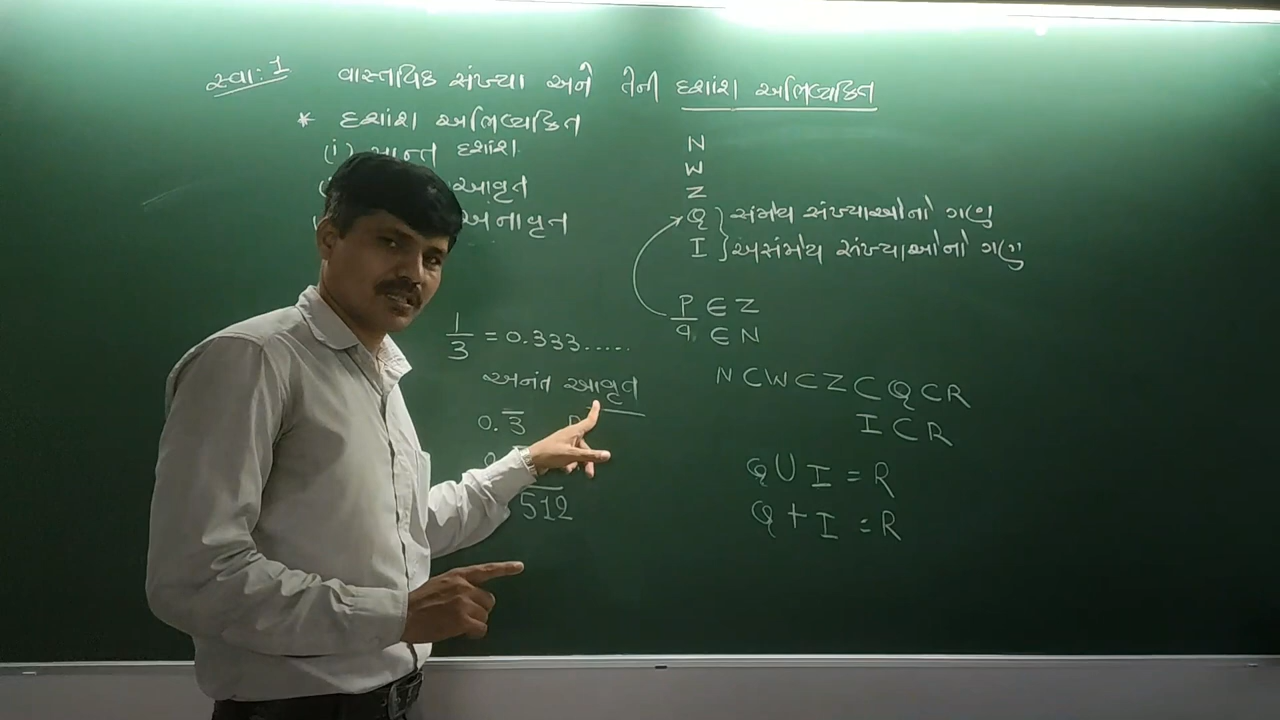 સ્વા:1 વાસ્તવિક સંખ્યા અને તેની દશાંશ અભિવ્યક્તિ
* દશાંશ અભિવ્યક્તિ
(i) સાન્ત દશાંશ
આવૃત
અનાવૃત
1/3 = 0.333.....
અનંત આવૃત
0.3̅
512
N
W
Z
Q } સંમેય સંખ્યાઓનો ગણ
I } અસંમેય સંખ્યાઓનો ગણ
P ∈ Z
q ∈ N
N ⊂ W ⊂ Z ⊂ Q ⊂ R
I ⊂ R
Q ∪ I = R
Q + I = R